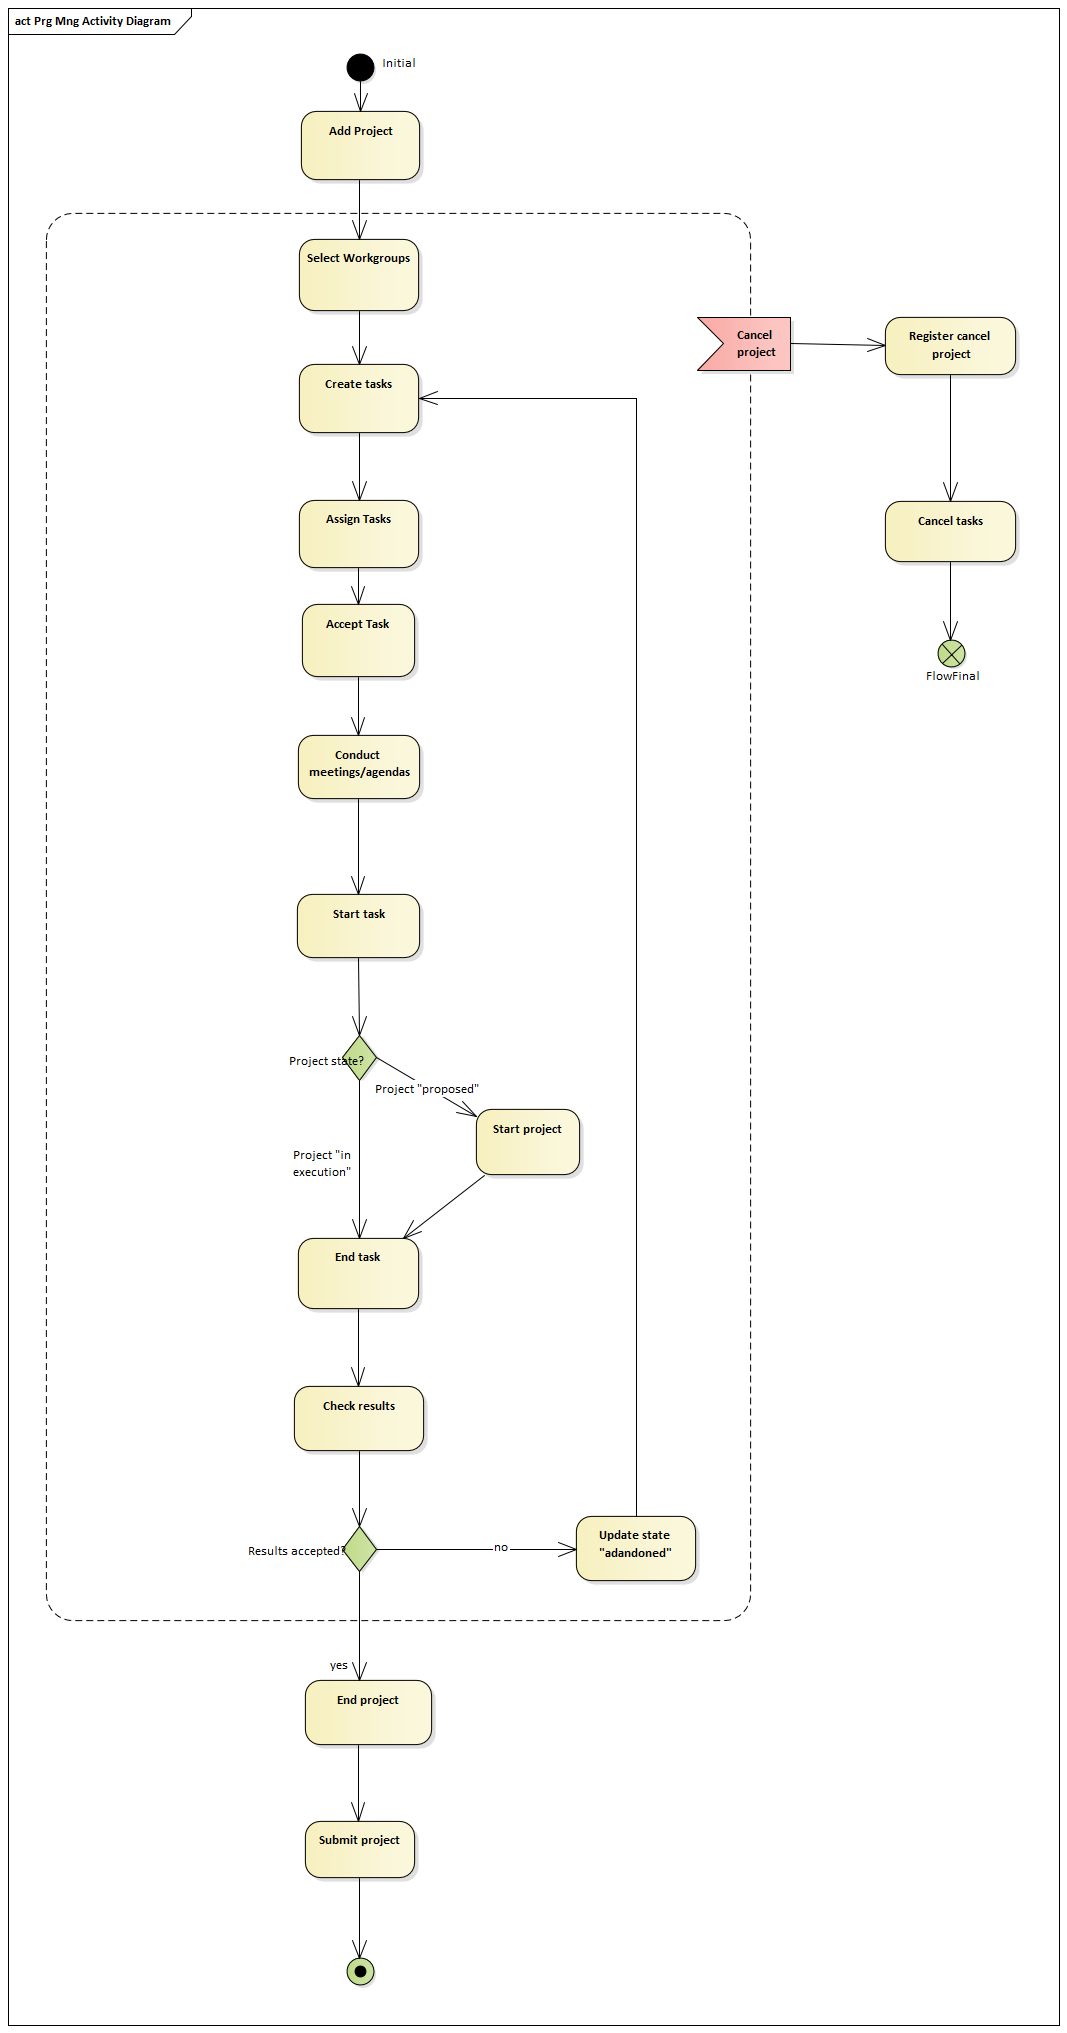 act Prg Mng Activity Diagram
Initial
Add Project
Select Workgroups
Cancel
project
Register cancel
project
Create tasks
Assign Tasks
Cancel tasks
Accept Task
FlowFinal
Conduct
meetings/agendas
Start task
Project state?
Project "proposed"
Start project
Project "in
execution"
End task
Check results
Results accepted?
no
Update state
"adandoned"
yes
End project
Submit project